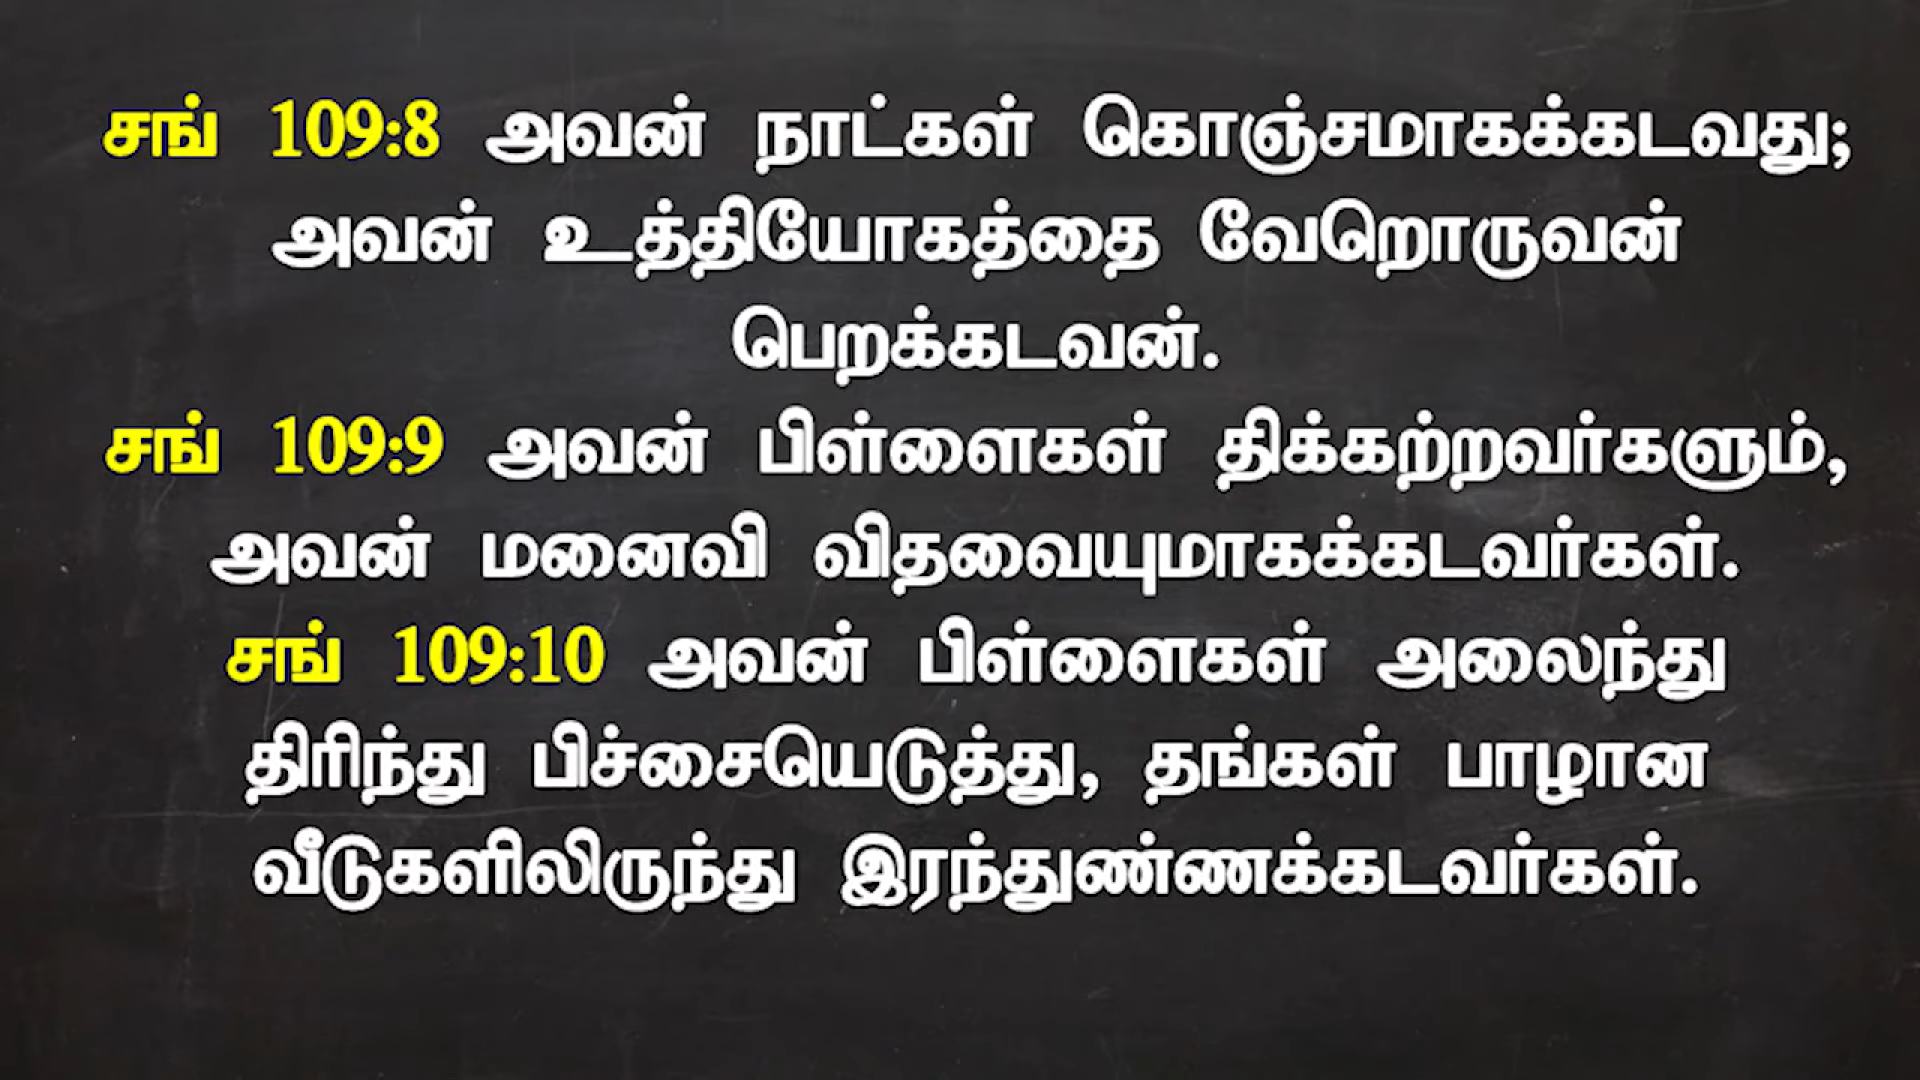 சங் 109:8 அவன் நாட்கள் கொஞ்சமாகக்கடவது;
அவன் உத்தியோகத்தை வேறொருவன்
பெறக்கடவன்.
சங் 109:9 அவன் பிள்ளைகள் திக்கற்றவர்களும்,
அவன் மனைவி விதவையுமாகக்கடவர்கள்.
சங் 109:10 அவன் பிள்ளைகள் அலைந்து
திரிந்து பிச்சையெடுத்து, தங்கள் பாழான
வீடுகளிலிருந்து இரந்துண்ணக்கடவர்கள்.